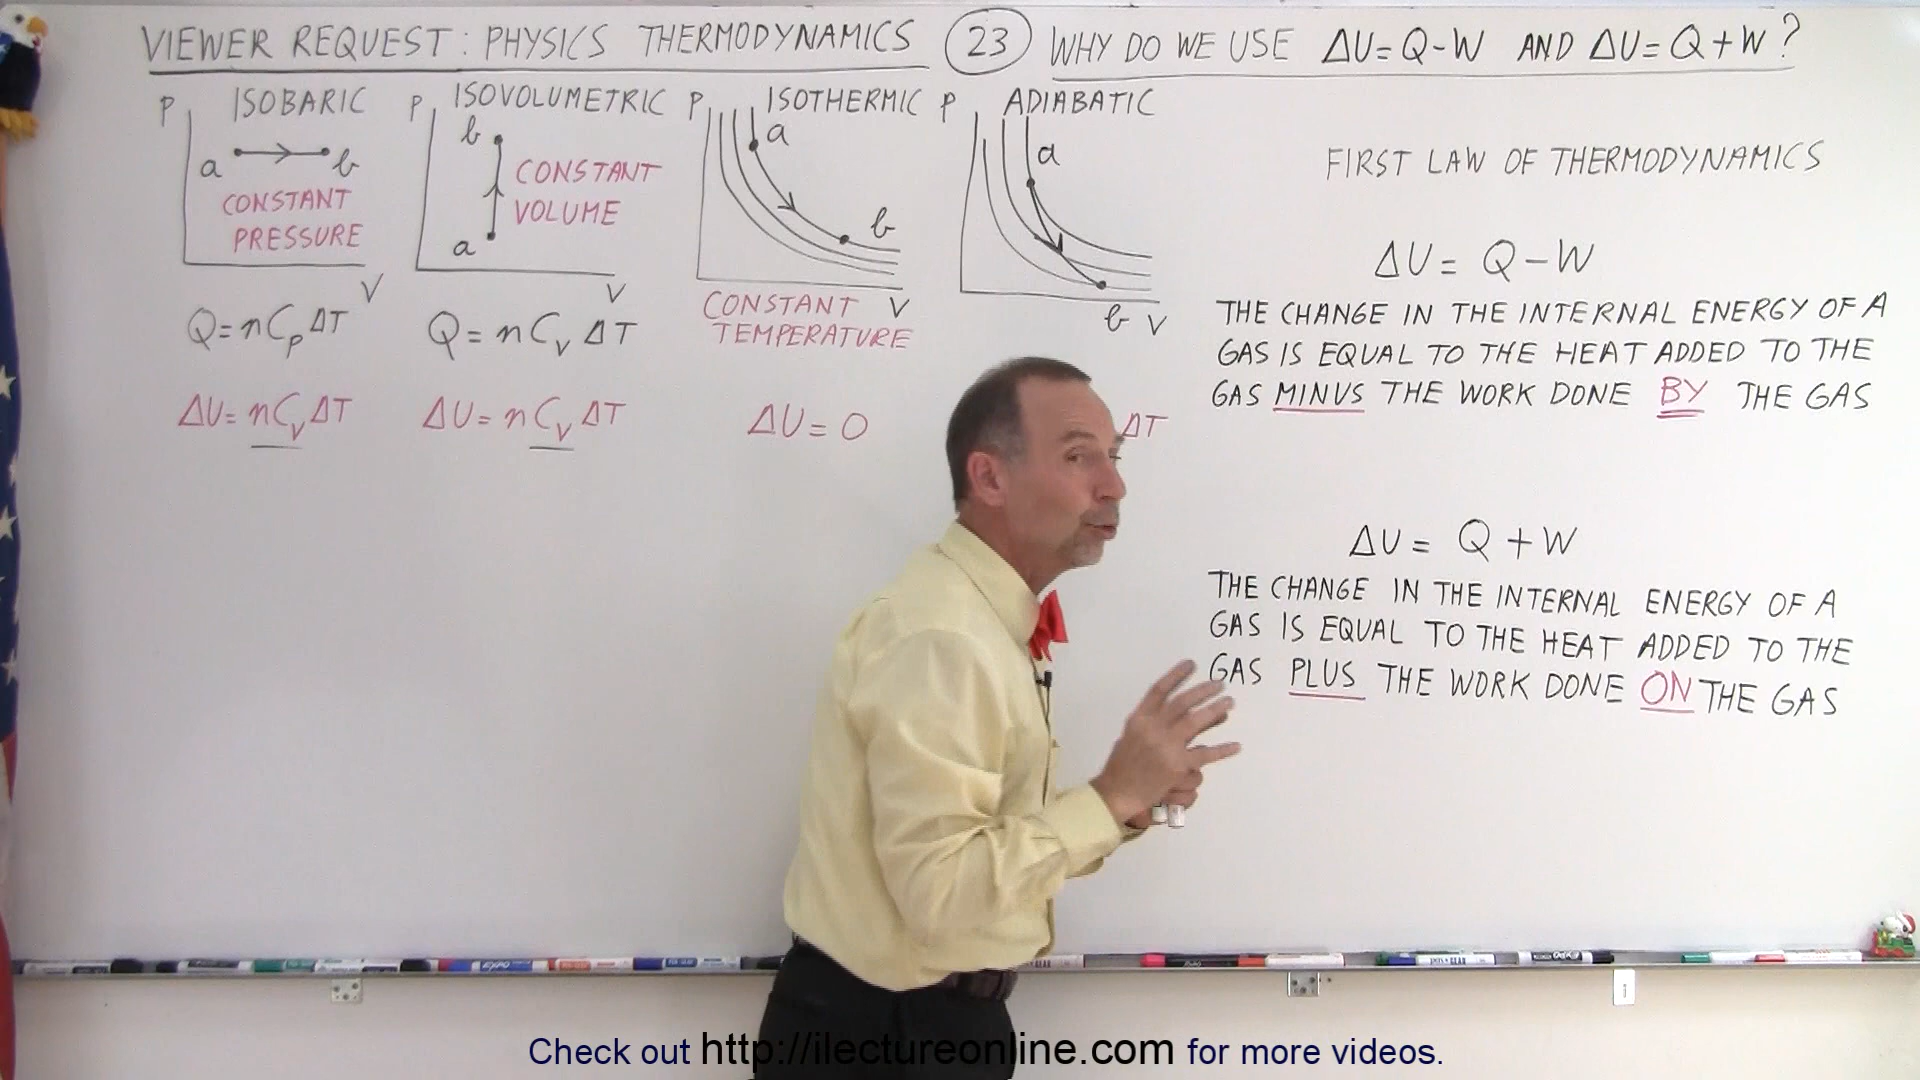 VIEWER REQUEST: PHYSICS THERMODYNAMICS 23 WHY DO WE USE ΔU=Q-W AND ΔU=Q+W?
P ISOBARIC
a b
CONSTANT
PRESSURE
V
Q=nCpΔT
ΔU=nCvΔT
P ISOVOLUMETRIC
b
CONSTANT
VOLUME
a
V
Q=nCvΔT
ΔU=nCvΔT
P ISOTHERMIC
a
b
V
CONSTANT
TEMPERATURE
ΔU=0
P ADIABATIC
a
b V
ΔT
FIRST LAW OF THERMODYNAMICS
ΔU= Q-W
THE CHANGE IN THE INTERNAL ENERGY OF A
GAS IS EQUAL TO THE HEAT ADDED TO THE
GAS MINUS THE WORK DONE BY THE GAS
ΔU= Q+W
THE CHANGE IN THE INTERNAL ENERGY OF A
GAS IS EQUAL TO THE HEAT ADDED TO THE
GAS PLUS THE WORK DONE ON THE GAS
EXPO
Check out http://ilectureonline.com for more videos.